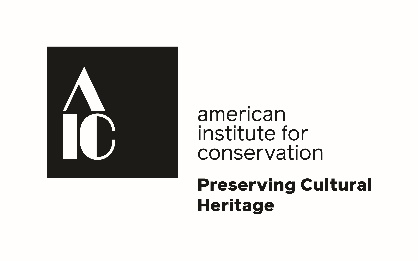 A
IC
american
institute for
conservation
Preserving Cultural
Heritage